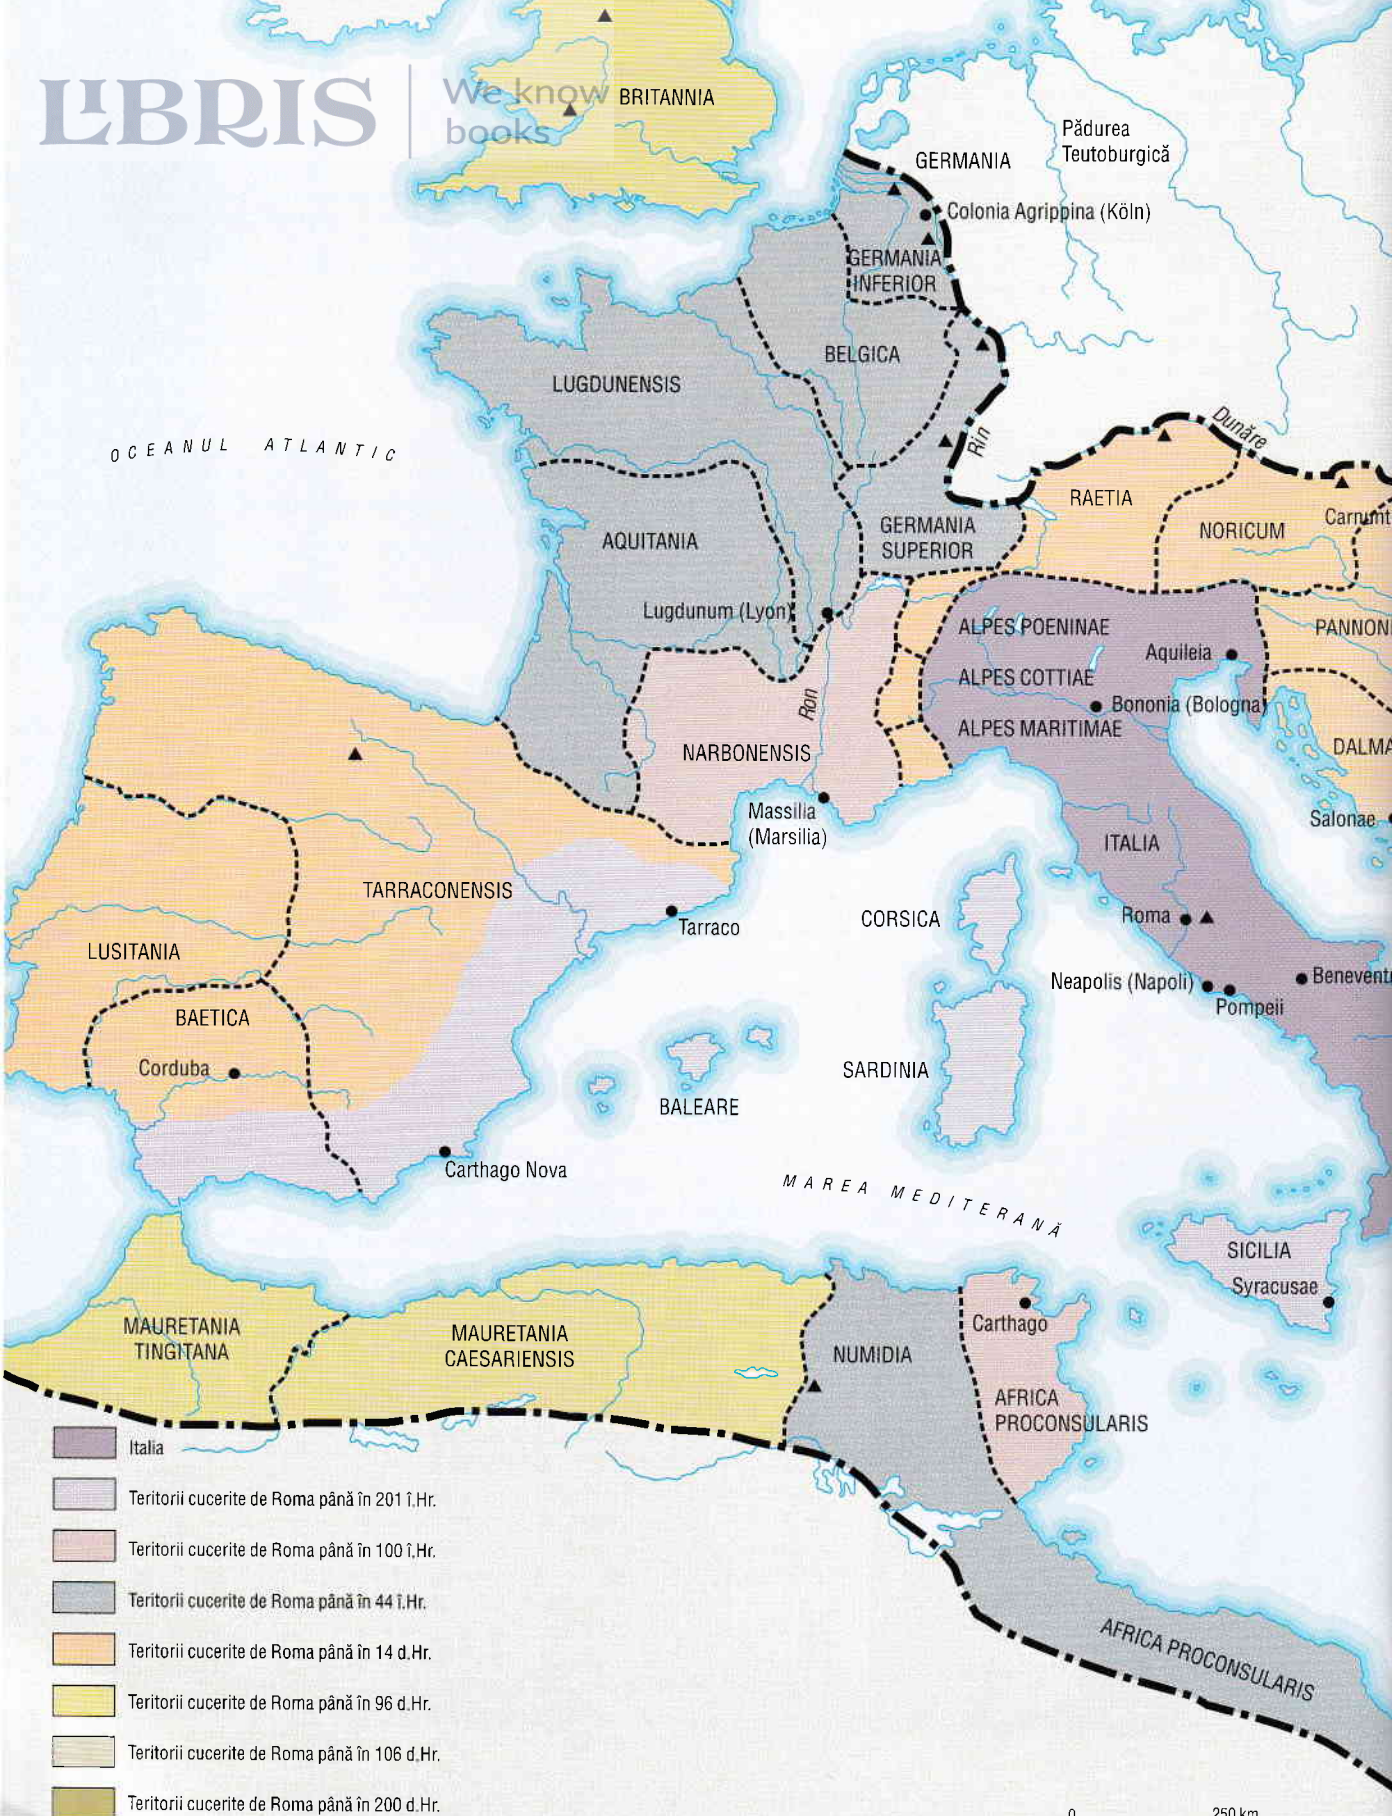 LIBRIS
We know
books
BRITANNIA
Pădurea
Teutoburgică
GERMANIA
Colonia Agrippina (Köln)
GERMANIA
INFERIOR
BELGICA
LUGDUNENSIS
OCEANUL ATLANTIC
Rin
Dunăre
RAETIA
Carnunt
NORICUM
GERMANIA
SUPERIOR
AQUITANIA
Lugdunum (Lyon)
ALPES POENINAE
PANNON
Aquileia
ALPES COTTIAE
Bononia (Bologna)
Ron
ALPES MARITIMAE
DALMA
NARBONENSIS
Massilia
(Marsilia)
Salonae
ITALIA
TARRACONENSIS
Tarraco
CORSICA
Roma
LUSITANIA
Neapolis (Napoli)
Benevent
Pompeii
BAETICA
Corduba
SARDINIA
BALEARE
Carthago Nova
MAREA MEDITERANĂ
SICILIA
Syracusae
MAURETANIA
TINGITANA
MAURETANIA
CAESARIENSIS
NUMIDIA
Carthago
AFRICA
PROCONSULARIS
Italia
Teritorii cucerite de Roma până în 201 î.Hr.
Teritorii cucerite de Roma până în 100 î.Hr.
Teritorii cucerite de Roma până în 44 î.Hr.
Teritorii cucerite de Roma până în 14 d.Hr.
AFRICA PROCONSULARIS
Teritorii cucerite de Roma până în 96 d.Hr.
Teritorii cucerite de Roma până în 106 d.Hr.
Teritorii cucerite de Roma până în 200 d.Hr.
0 250 km